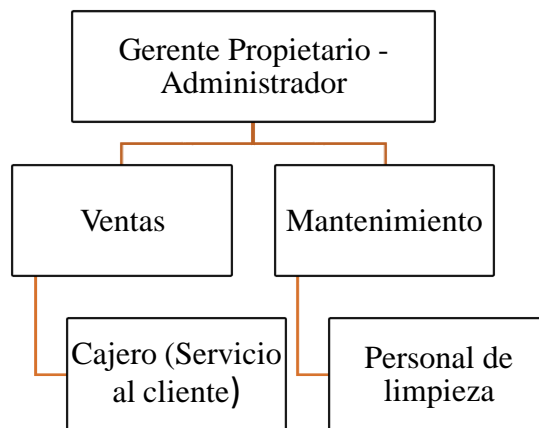 Gerente Propietario -
Administrador
Ventas
Mantenimiento
Cajero (Servicio
al cliente)
Personal de
limpieza